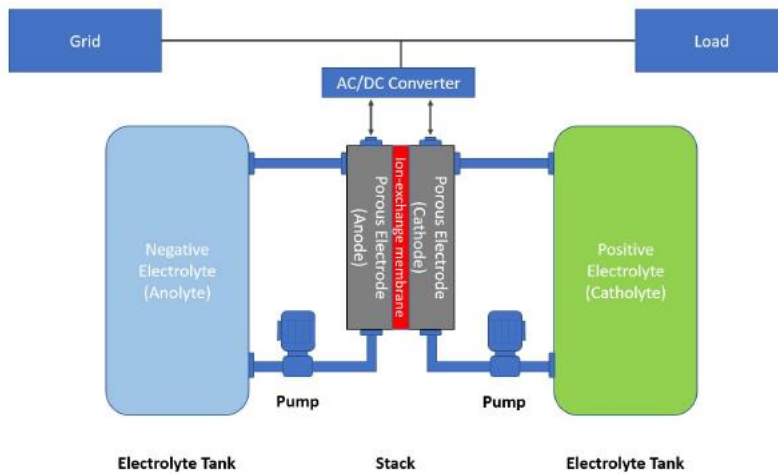 Grid
Load
AC/DC Converter
Negative
Electrolyte
(Anolyte)
Porous Electrode
(Anode)
Ion-exchange membrane
Porous Electrode
(Cathode)
Positive
Electrolyte
(Catholyte)
Pump
Pump
Electrolyte Tank
Stack
Electrolyte Tank